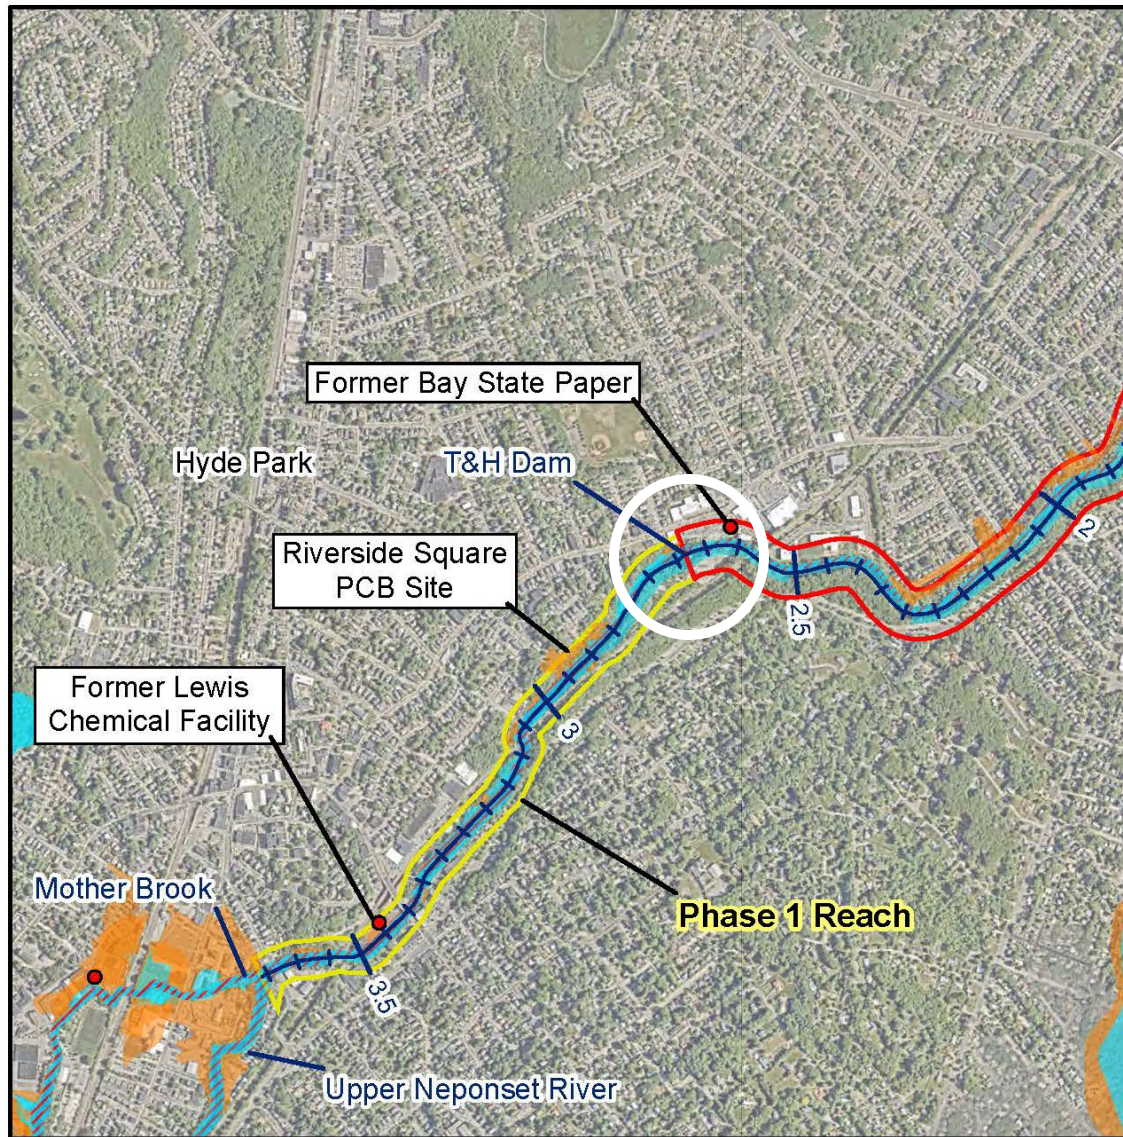 Former Bay State Paper
Hyde Park
T&H Dam
Riverside Square
PCB Site
2
2.5
Former Lewis
Chemical Facility
3
Mother Brook
Phase 1 Reach
3.5
Upper Neponset River